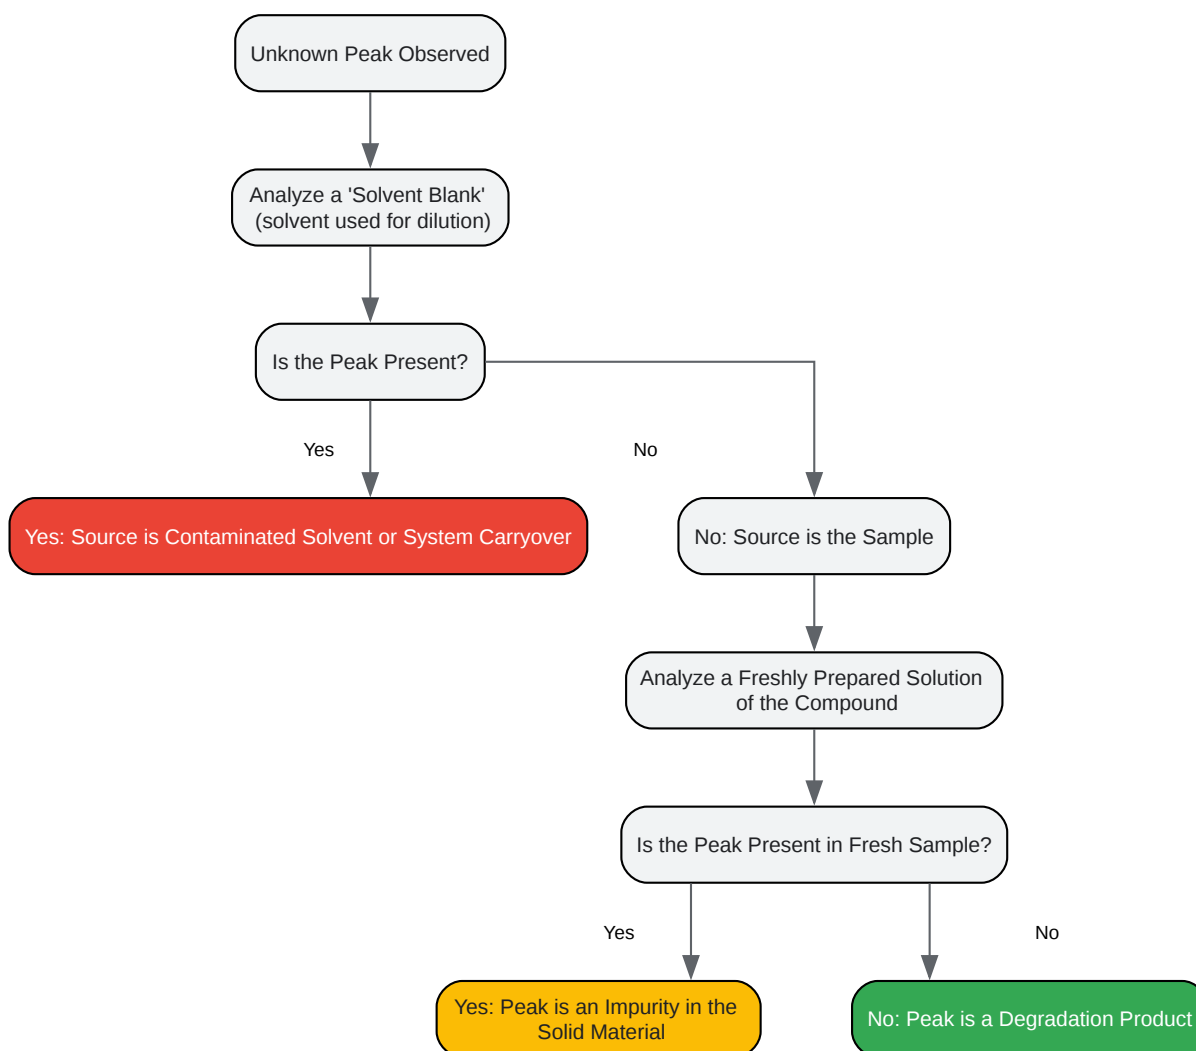 Unknown Peak Observed
Analyze a 'Solvent Blank'
(solvent used for dilution)
Is the Peak Present?
Yes
No
Yes: Source is Contaminated Solvent or System Carryover
No: Source is the Sample
Analyze a Freshly Prepared Solution
of the Compound
Is the Peak Present in Fresh Sample?
Yes
No
Yes: Peak is an Impurity in the
Solid Material
No: Peak is a Degradation Product